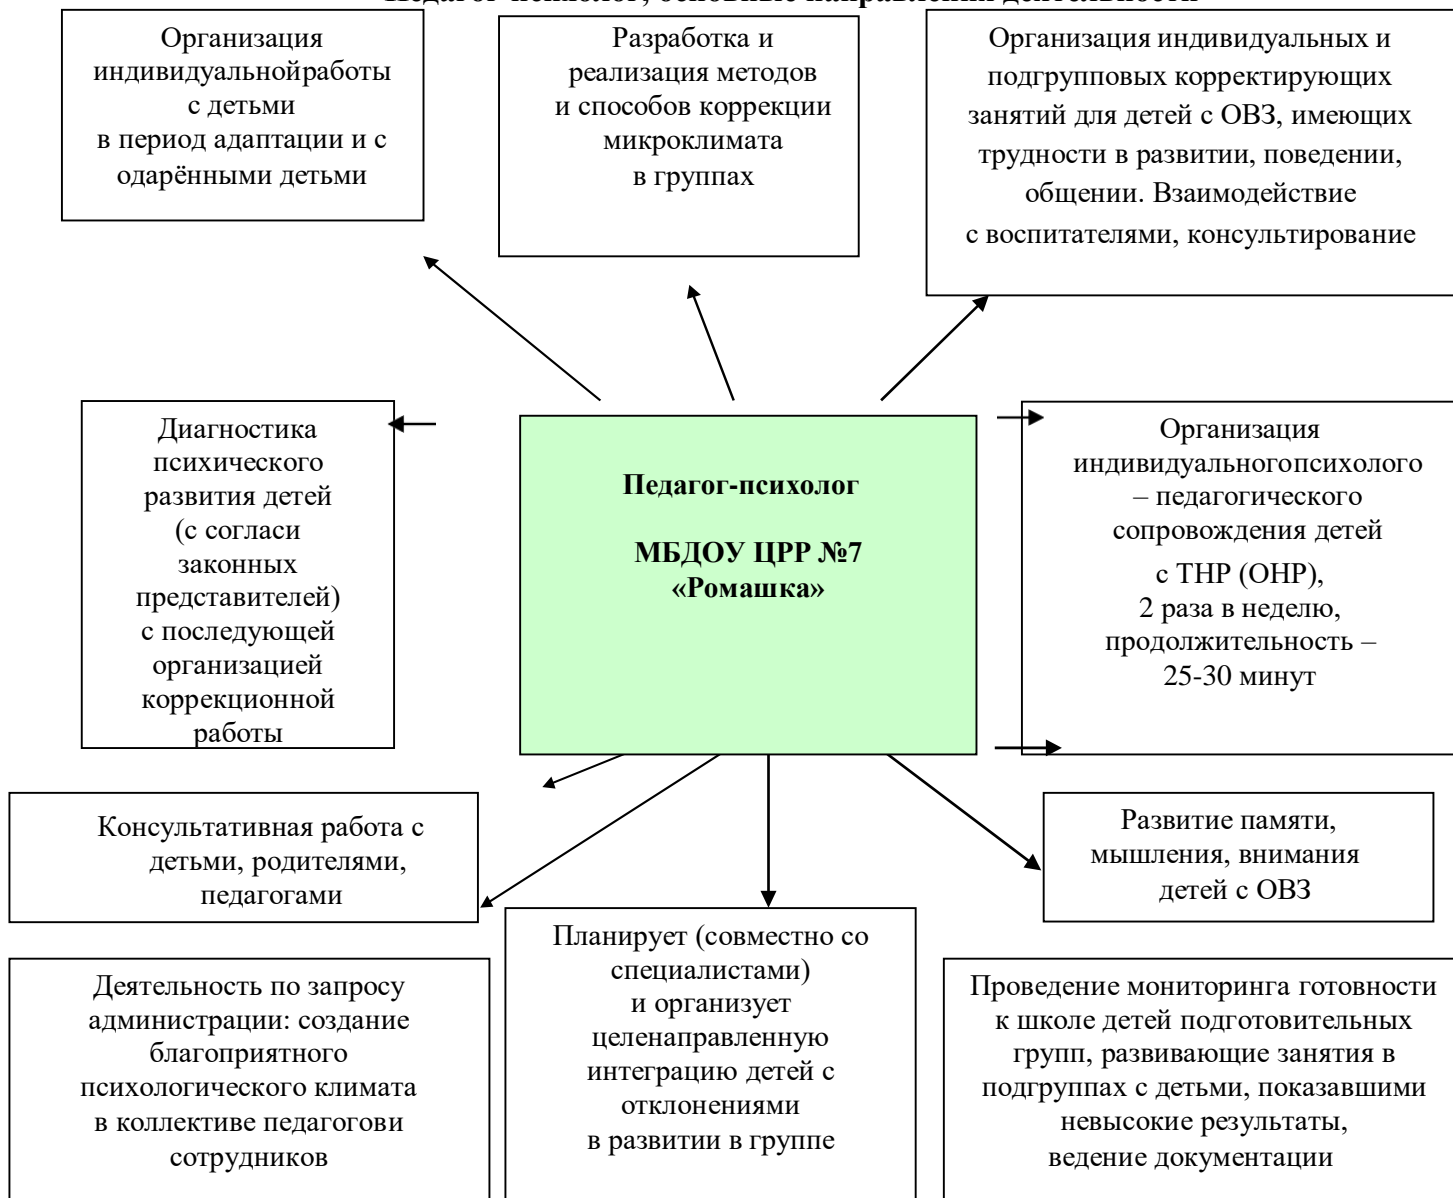 Педагог-психолог, основные направления деятельности
Организация
индивидуальнойработы
с детьми
в период адаптации и с
одарёнными детьми
Разработка и
реализация методов
и способов коррекции
микроклимата
в группах
Организация индивидуальных и
подгрупповых корректирующих
занятий для детей с ОВЗ, имеющих
трудности в развитии, поведении,
общении. Взаимодействие
с воспитателями, консультирование
Диагностика
психического
развития детей
(с согласи
законных
представителей)
с последующей
организацией
коррекционной
работы
Педагог-психолог
МБДОУ ЦРР №7
«Ромашка»
Организация
индивидуальногопсихолого
– педагогического
сопровождения детей
с ТНР (ОНР),
2 раза в неделю,
продолжительность –
25-30 минут
Консультативная работа с
детьми, родителями,
педагогами
Развитие памяти,
мышления, внимания
детей с ОВЗ
Деятельность по запросу
администрации: создание
благоприятного
психологического климата
в коллективе педагогови
сотрудников
Планирует (совместно со
специалистами)
и организует
целенаправленную
интеграцию детей с
отклонениями
в развитии в группе
Проведение мониторинга готовности
к школе детей подготовительных
групп, развивающие занятия в
подгруппах с детьми, показавшими
невысокие результаты,
ведение документации